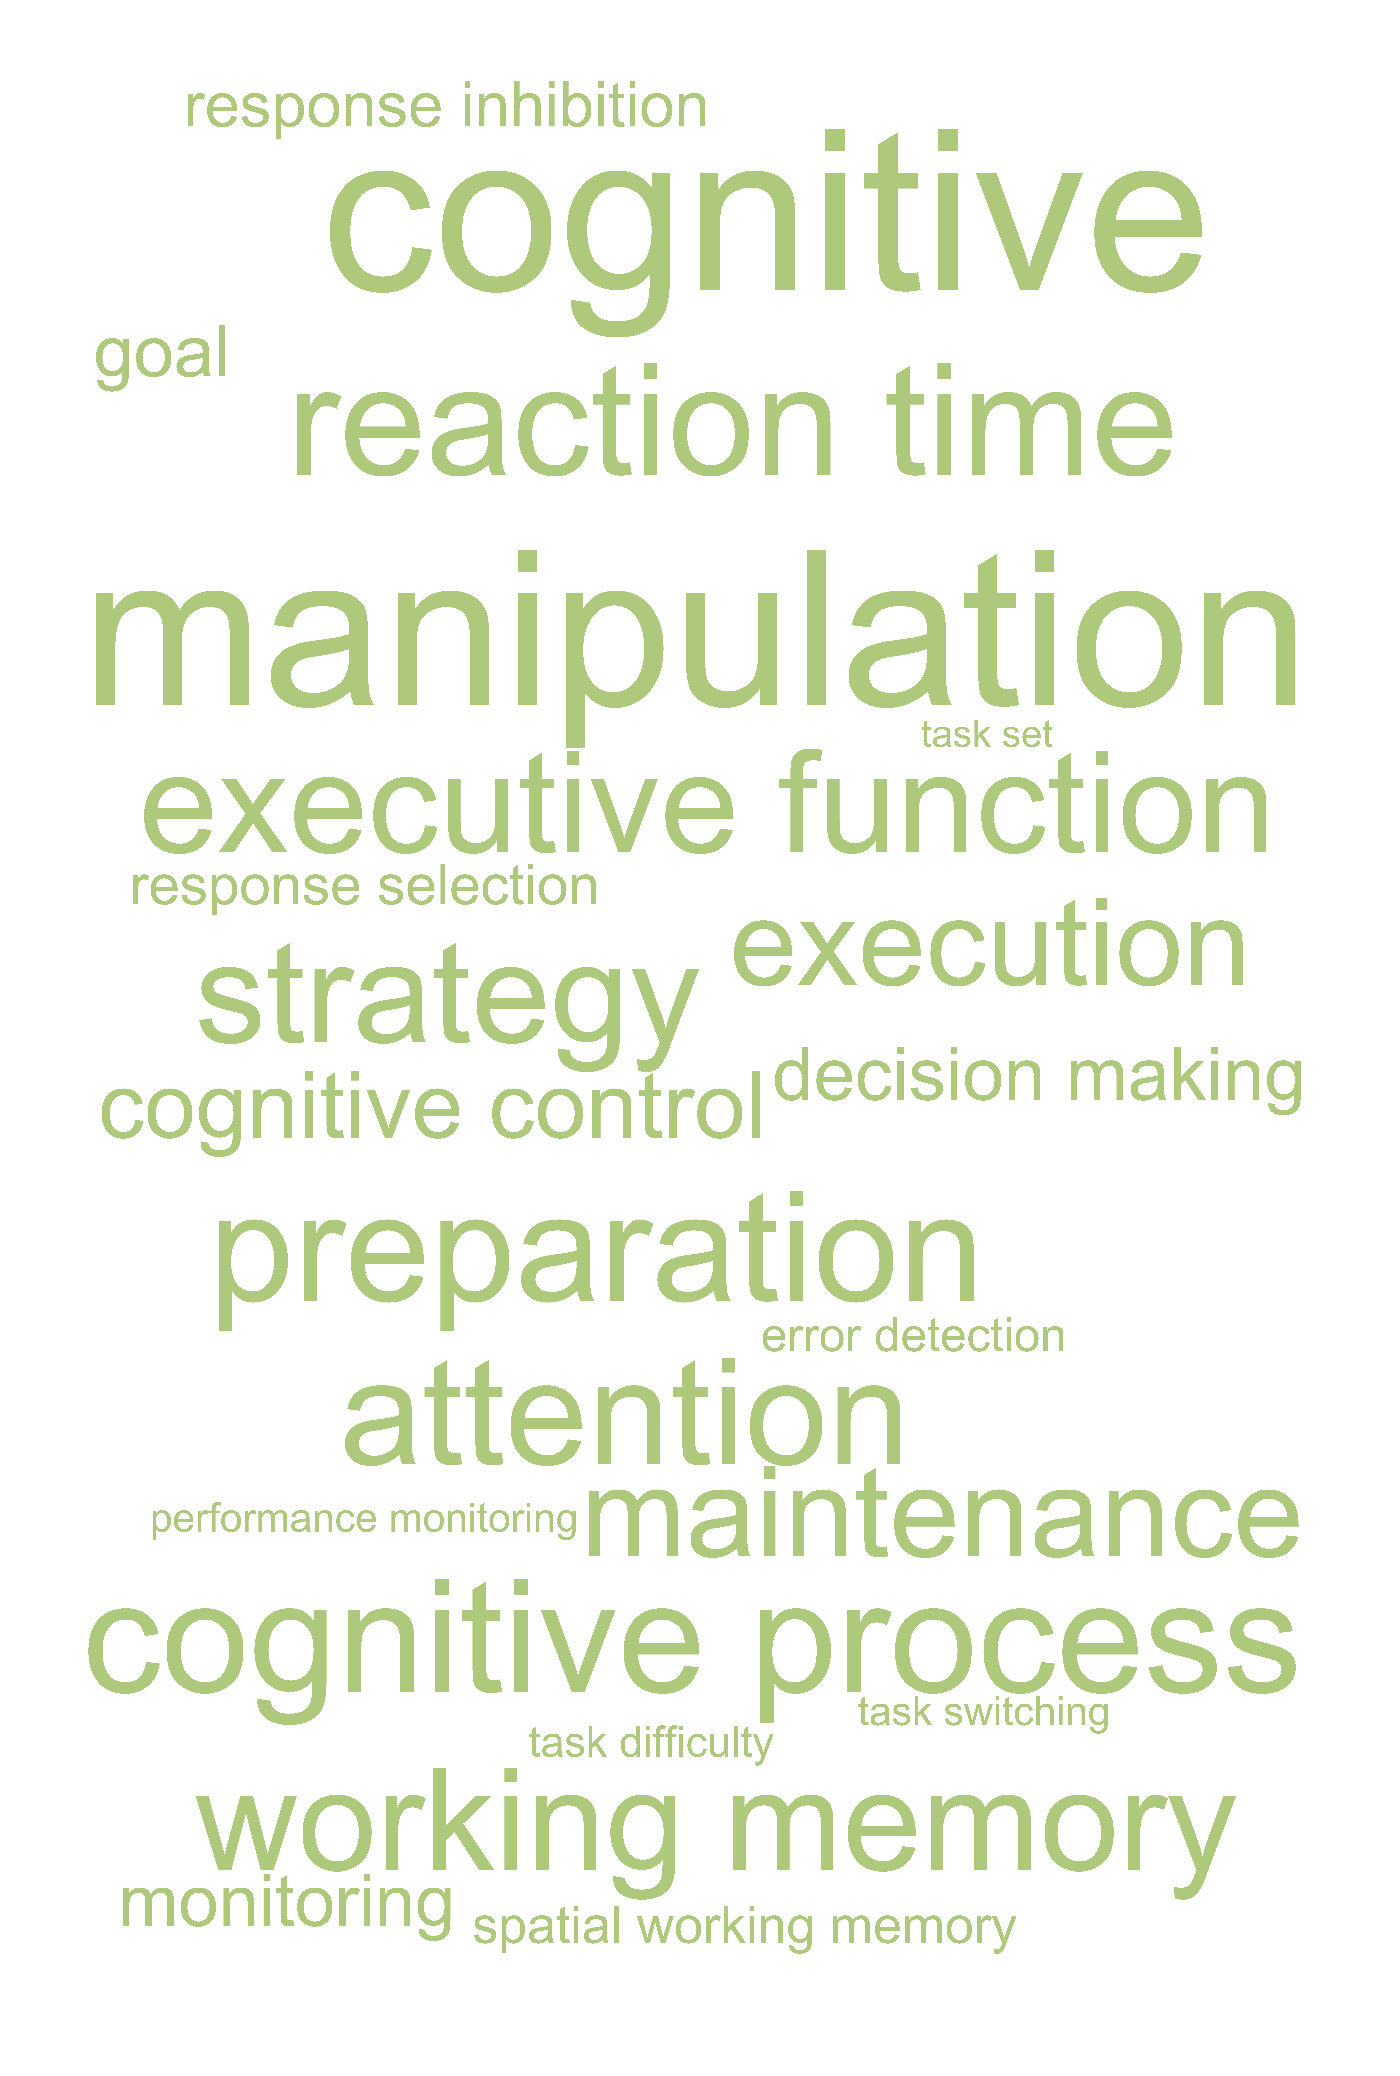 response inhibition
cognitive
goal
reaction time
manipulation
task set
executive function
response selection
execution
strategy
decision making
cognitive control
preparation
error detection
attention
maintenance
performance monitoring
cognitive process
task switching
task difficulty
working memory
monitoring
spatial working memory